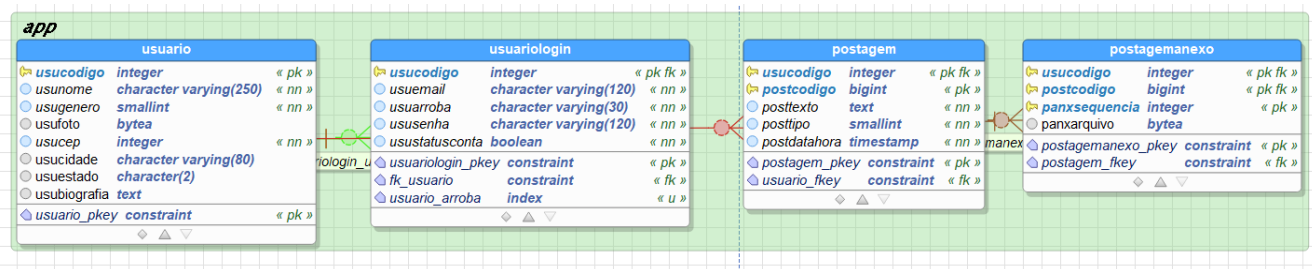 app
usuario
usucodigo integer « pk »
usunome character varying(250) « nn »
usugenero smallint « nn »
usufoto bytea
usucep integer « nn »
usucidade character varying(80)
usuestado character(2)
usubiografia text
usuario_pkey constraint « pk »
riologin_u
usuariologin
usucodigo integer « pk fk »
usuemail character varying(120) « nn »
usuarroba character varying(30) « nn »
ususenha character varying(120) « nn »
usustatusconta boolean « nn »
usuariologin_pkey constraint « pk »
fk_usuario constraint « fk »
usuario_arroba index « u »
postagem
usucodigo integer « pk fk »
postcodigo bigint « pk »
posttexto text « nn »
posttipo smallint « nn »
postdatahora timestamp « nn »
postagem_pkey constraint « pk »
usuario_fkey constraint « fk »
manex
postagemanexo
usucodigo integer « pk fk »
postcodigo bigint « pk fk »
panxsequencia integer « pk »
panxarquivo bytea
postagemanexo_pkey constraint « pk »
postagem_fkey constraint « fk »